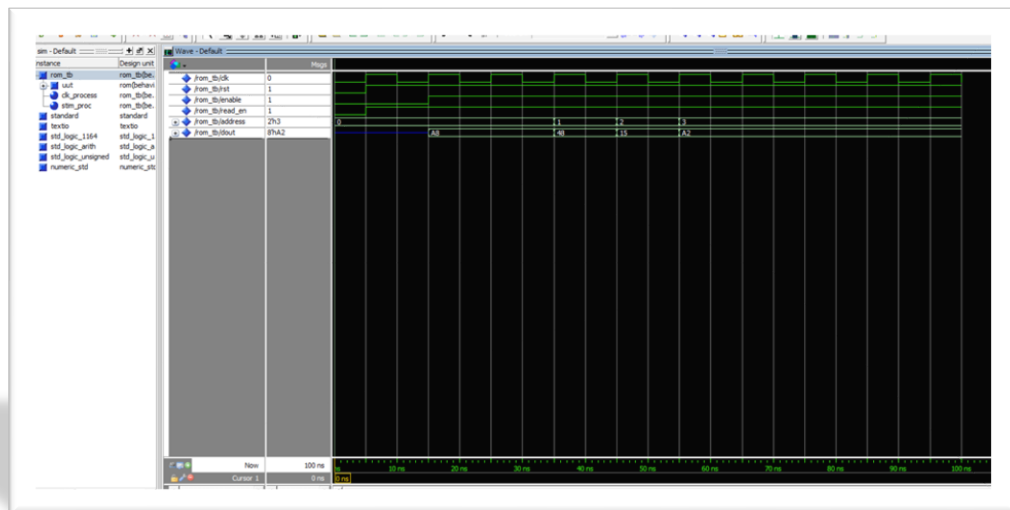 sim - Default
Wave - Default
nstance Design unit
Msgs
rom_tb rom_tb(be..
uut rom(behavi
clk_process rom_tb(be..
stim_proc rom_tb(be..
standard standard
textio textio
std_logic_1164 std_logic_1
std_logic_arith std_logic_a
std_logic_unsigned std_logic_u
numeric_std numeric_std
/rom_tb/clk 0
/rom_tb/rst 1
/rom_tb/enable 1
/rom_tb/read_en 1
/rom_tb/address 2'h3 0 1 2 3
/rom_tb/dout 8'hA2 A8 48 15 A2
Now 100 ns ns 10 ns 20 ns 30 ns 40 ns 50 ns 60 ns 70 ns 80 ns 90 ns 100 ns
Cursor 1 0 ns 0 ns